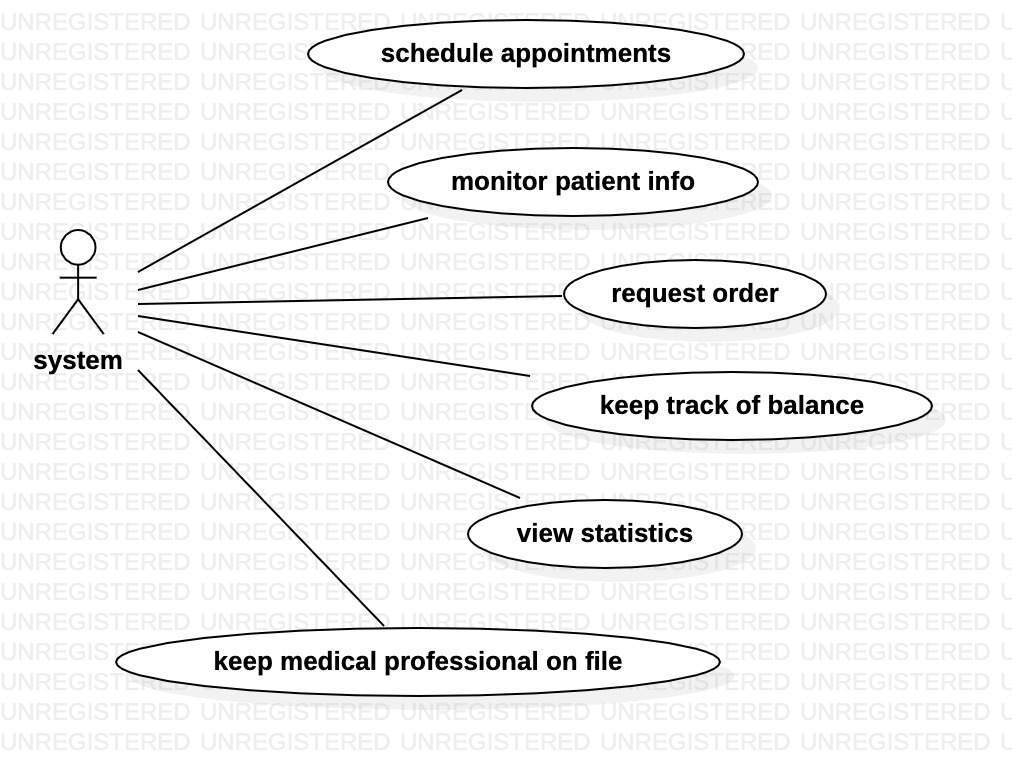 schedule appointments
monitor patient info
request order
system
keep track of balance
view statistics
keep medical professional on file
UNREGISTERED